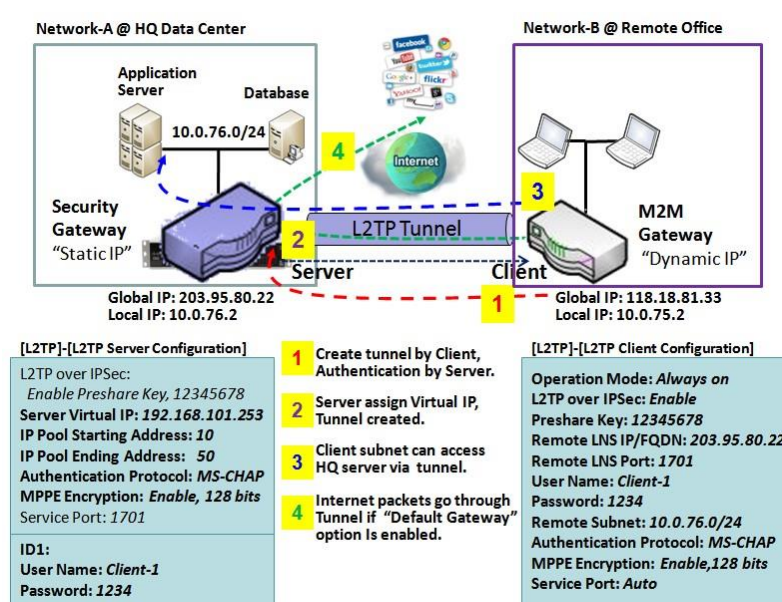 Network-A @ HQ Data Center
Network-B @ Remote Office
Application
Server
Database
10.0.76.0/24
facebook
YouTube
twitter
Google+
flickr
YAHOO!
my
Internet
4
3
Security
Gateway
“Static IP”
2
L2TP Tunnel
M2M
Gateway
“Dynamic IP”
Server
Client
1
Global IP: 203.95.80.22
Local IP: 10.0.76.2
Global IP: 118.18.81.33
Local IP: 10.0.75.2
[L2TP]-[L2TP Server Configuration]
L2TP over IPSec:
Enable Preshare Key, 12345678
Server Virtual IP: 192.168.101.253
IP Pool Starting Address: 10
IP Pool Ending Address: 50
Authentication Protocol: MS-CHAP
MPPE Encryption: Enable, 128 bits
Service Port: 1701
ID1:
User Name: Client-1
Password: 1234
1 Create tunnel by Client,
Authentication by Server.
2 Server assign Virtual IP,
Tunnel created.
3 Client subnet can access
HQ server via tunnel.
4 Internet packets go through
Tunnel if “Default Gateway”
option Is enabled.
[L2TP]-[L2TP Client Configuration]
Operation Mode: Always on
L2TP over IPSec: Enable
Preshare Key: 12345678
Remote LNS IP/FQDN: 203.95.80.22
Remote LNS Port: 1701
User Name: Client-1
Password: 1234
Remote Subnet: 10.0.76.0/24
Authentication Protocol: MS-CHAP
MPPE Encryption: Enable,128 bits
Service Port: Auto